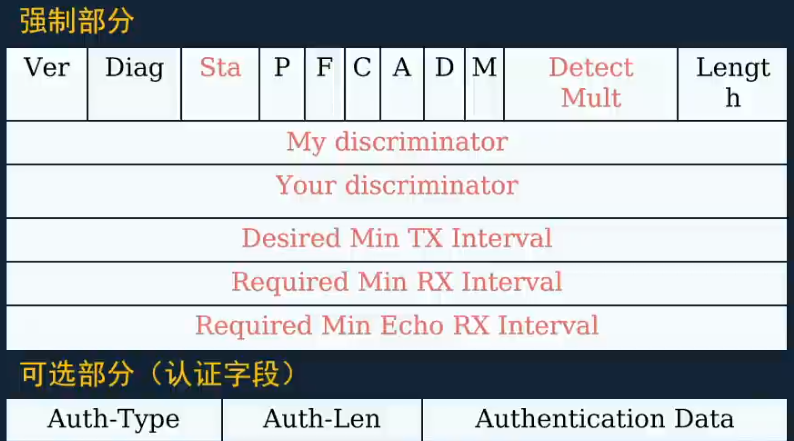 强制部分
Ver Diag Sta P F C A D M Detect Lengt
Mult h
My discriminator
Your discriminator
Desired Min TX Interval
Required Min RX Interval
Required Min Echo RX Interval
可选部分（认证字段）
Auth-Type Auth-Len Authentication Data